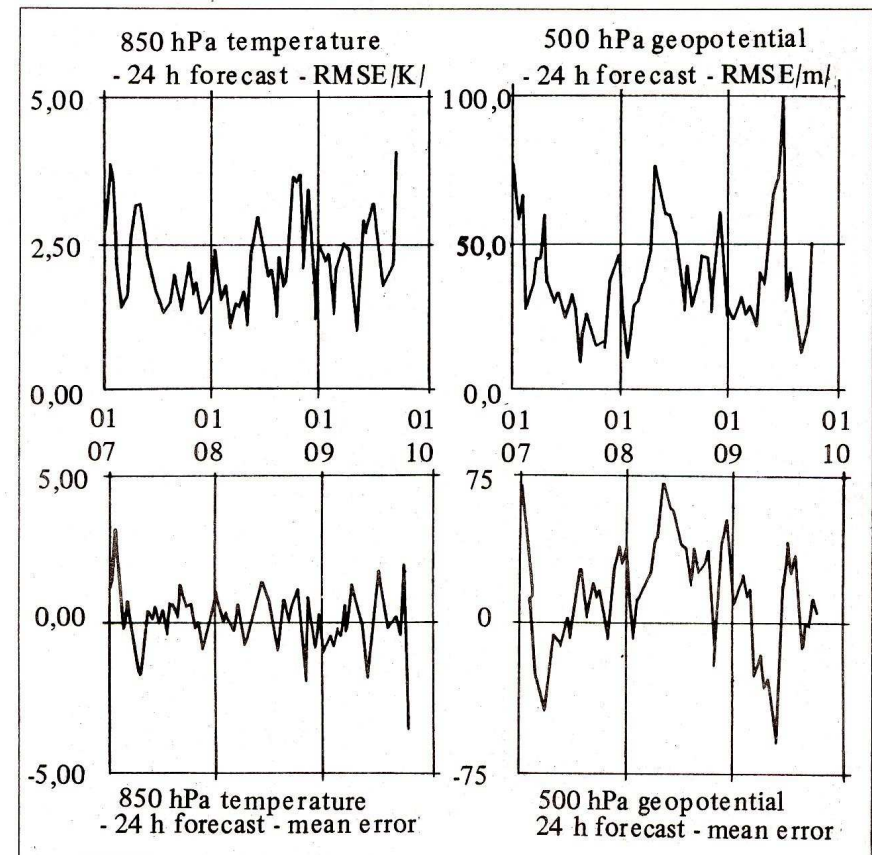 850 hPa temperature
- 24 h forecast - RMSE/K/
500 hPa geopotential
- 24 h forecast - RMSE/m/
5,00
2,50
0,00
100,0
50,0
0,0
01 01 01 01
07 08 09 10
01 01 01 01
07 08 09 10
5,00
0,00
-5,00
75
0
-75
850 hPa temperature
- 24 h forecast - mean error
500 hPa geopotential
24 h forecast - mean error